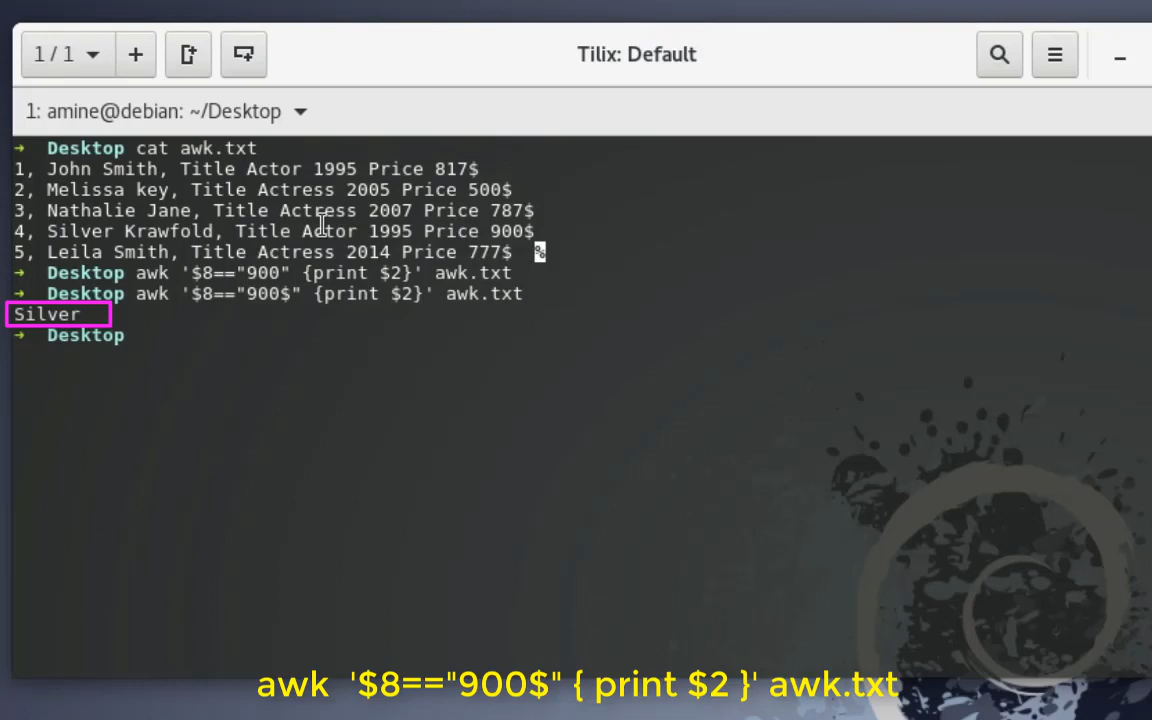 1 / 1
Tilix: Default
1: amine@debian: ~/Desktop
→ Desktop cat awk.txt
1, John Smith, Title Actor 1995 Price 817$
2, Melissa key, Title Actress 2005 Price 500$
3, Nathalie Jane, Title Actress 2007 Price 787$
4, Silver Krawfold, Title Actor 1995 Price 900$
5, Leila Smith, Title Actress 2014 Price 777$ %
→ Desktop awk '$8=="900" {print $2}' awk.txt
→ Desktop awk '$8=="900$" {print $2}' awk.txt
Silver
→ Desktop
awk '$8=="900$" { print $2 }' awk.txt